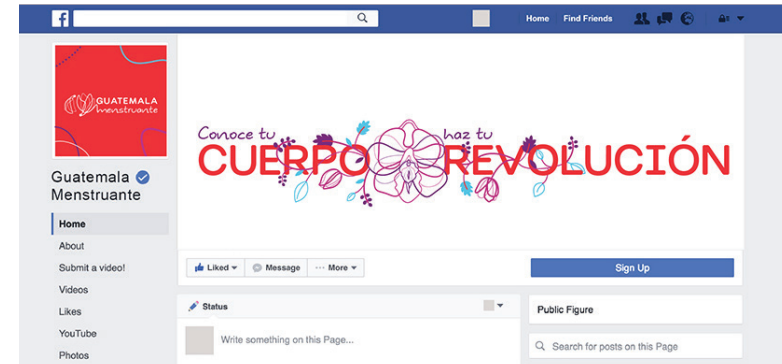 f
Home Find Friends
GUATEMALA
menstruante
Conoce tu haz tu
CUERPO REVOLUCIÓN
Guatemala
Menstruante
Home
About
Submit a video!
Videos
Likes
YouTube
Photos
Liked Message ··· More
Sign Up
Status
Write something on this Page...
Public Figure
Search for posts on this Page